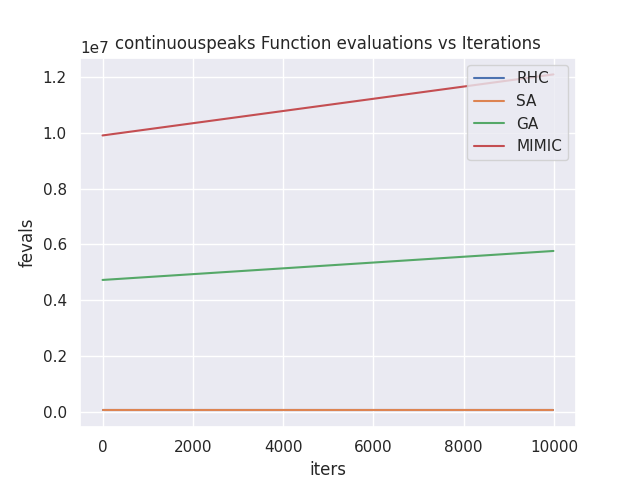 continuouspeaks Function evaluations vs Iterations
1e7
1.2
1.0
0.8
0.6
0.4
0.2
0.0
fevals
RHC
SA
GA
MIMIC
0 2000 4000 6000 8000 10000
iters